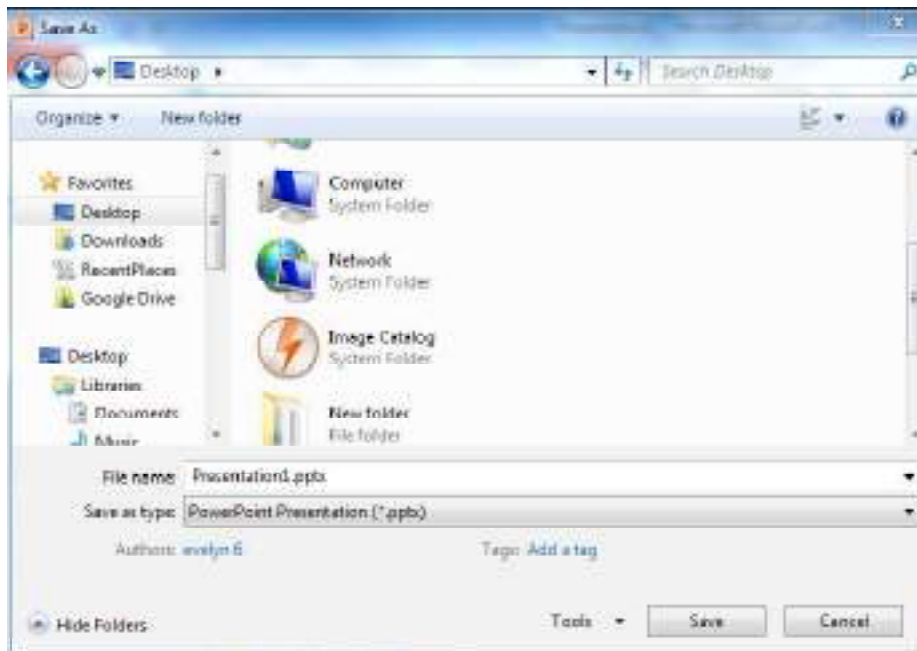 Save As
Desktop
Search Desktop
Organize
New folder
Favorites
Desktop
Downloads
RecentPlaces
Google Drive
Desktop
Libraries
Documents
Music
Computer
System Folder
Network
System Folder
Image Catalog
System Folder
New folder
File folder
File name: Presentation1.pptx
Save as type: PowerPoint Presentation (*.pptx)
Authors: evelyn 6 Tags: Add a tag
Hide Folders Tools Save Cancel